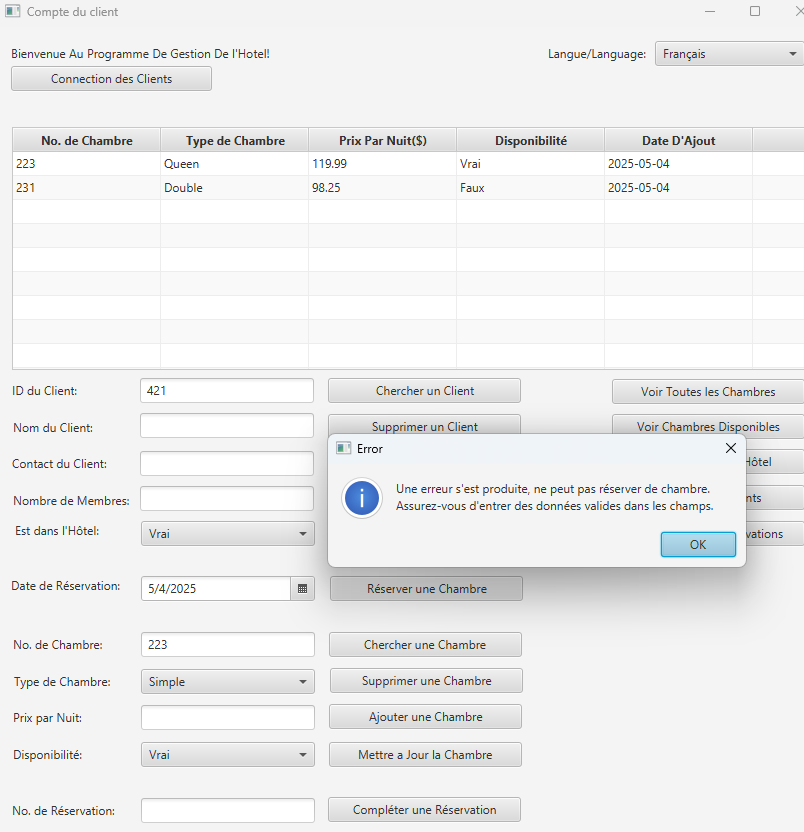 Compte du client
Bienvenue Au Programme De Gestion De l'Hotel!
Langue/Language: Français
Connection des Clients
No. de Chambre Type de Chambre Prix Par Nuit($) Disponibilité Date D'Ajout
223 Queen 119.99 Vrai 2025-05-04
231 Double 98.25 Faux 2025-05-04
ID du Client: 421 Chercher un Client Voir Toutes les Chambres
Nom du Client: Supprimer un Client Voir Chambres Disponibles
Contact du Client:
Nombre de Membres:
Est dans l'Hôtel: Vrai
Error
Une erreur s'est produite, ne peut pas réserver de chambre.
Assurez-vous d'entrer des données valides dans les champs.
OK
Date de Réservation: 5/4/2025 Réserver une Chambre
No. de Chambre: 223 Chercher une Chambre
Type de Chambre: Simple Supprimer une Chambre
Prix par Nuit: Ajouter une Chambre
Disponibilité: Vrai Mettre a Jour la Chambre
No. de Réservation: Compléter une Réservation